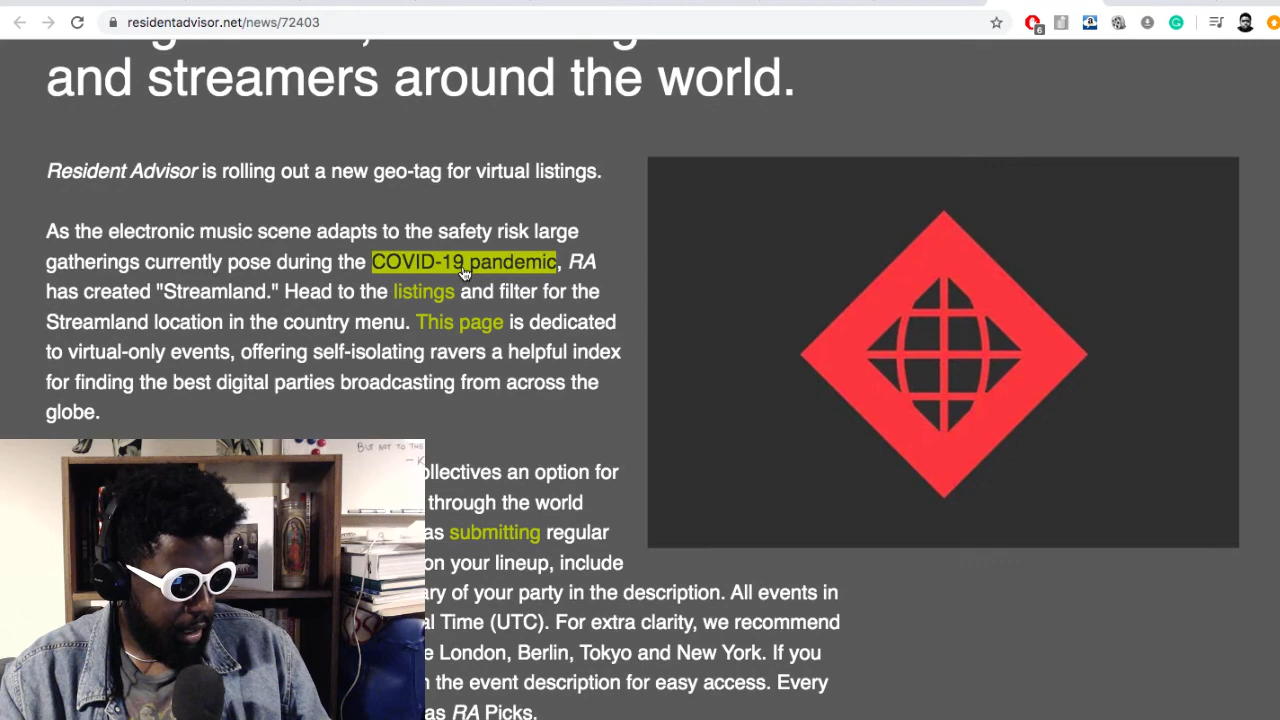 residentadvisor.net/news/72403
6
and streamers around the world.
Resident Advisor is rolling out a new geo-tag for virtual listings.
As the electronic music scene adapts to the safety risk large
gatherings currently pose during the COVID-19 pandemic, RA
has created "Streamland." Head to the listings and filter for the
Streamland location in the country menu. This page is dedicated
to virtual-only events, offering self-isolating ravers a helpful index
for finding the best digital parties broadcasting from across the
globe.
BUT NOT TO THE
ollectives an option for
through the world
as submitting regular
on your lineup, include
ary of your party in the description. All events in
al Time (UTC). For extra clarity, we recommend
e London, Berlin, Tokyo and New York. If you
the event description for easy access. Every
as RA Picks.